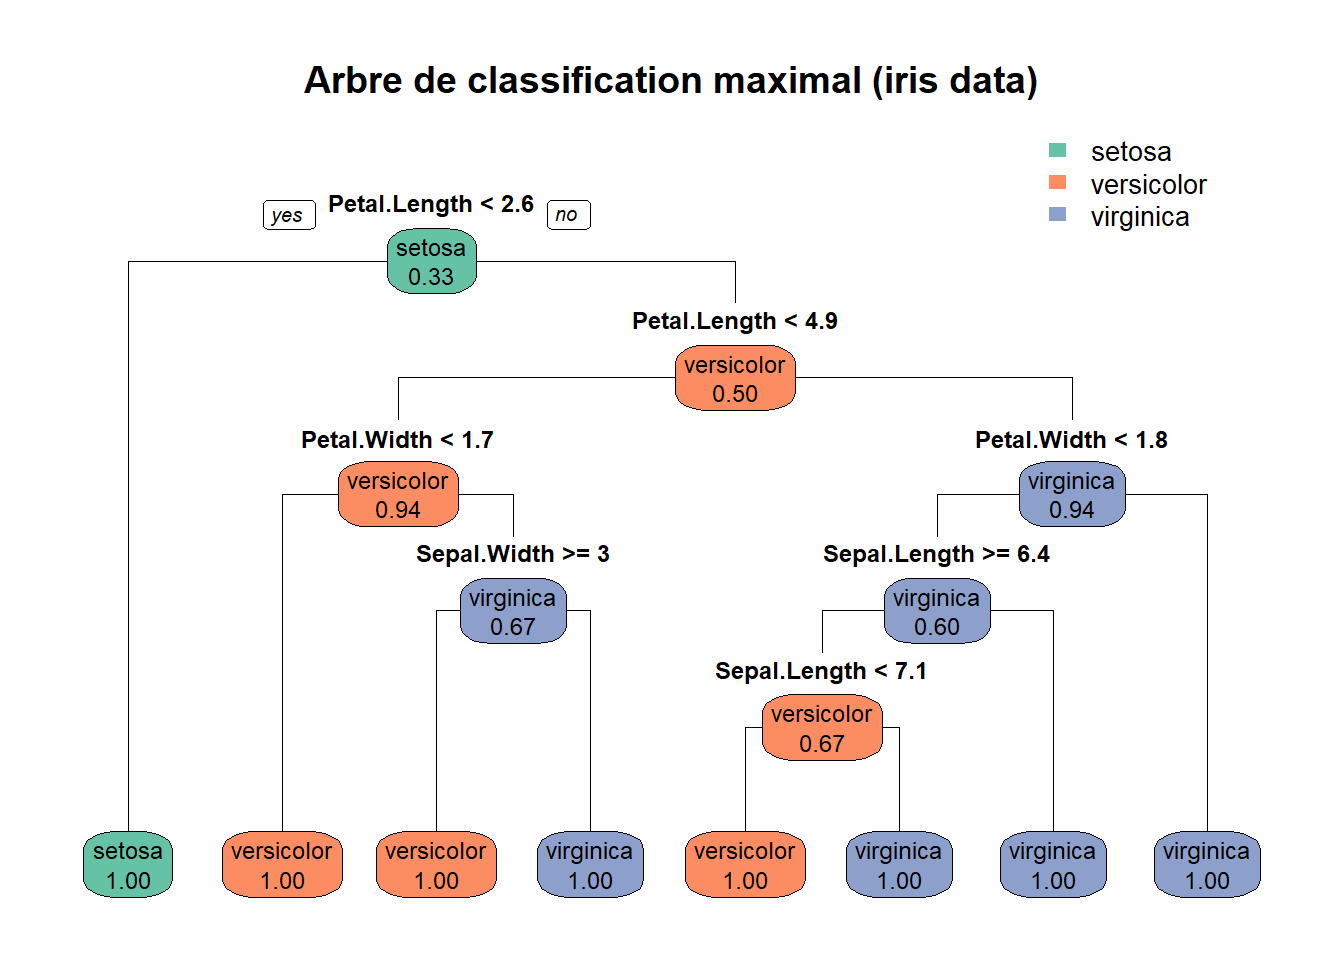 Arbre de classification maximal (iris data)
setosa
versicolor
virginica
yes
Petal.Length < 2.6
no
setosa
0.33
Petal.Length < 4.9
versicolor
0.50
Petal.Width < 1.7
versicolor
0.94
Petal.Width < 1.8
virginica
0.94
Sepal.Width >= 3
virginica
0.67
Sepal.Length >= 6.4
virginica
0.60
Sepal.Length < 7.1
versicolor
0.67
setosa
1.00
versicolor
1.00
versicolor
1.00
virginica
1.00
versicolor
1.00
virginica
1.00
virginica
1.00
virginica
1.00